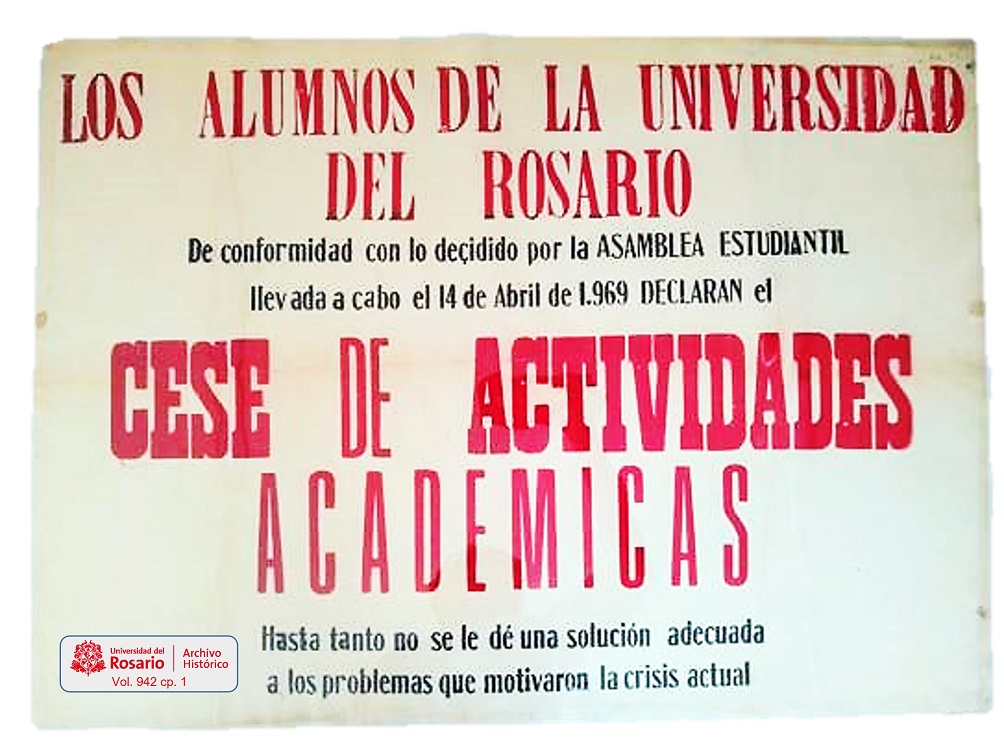 LOS ALUMNOS DE LA UNIVERSIDAD
DEL ROSARIO
De conformidad con lo decidido por la ASAMBLEA ESTUDIANTIL
llevada a cabo el 14 de Abril de 1.969 DECLARAN el
CESE DE ACTIVIDADES
ACADEMICAS
Hasta tanto no se le dé una solución adecuada
a los problemas que motivaron la crisis actual
Universidad del
Rosario
Archivo
Histórico
Vol. 942 cp. 1